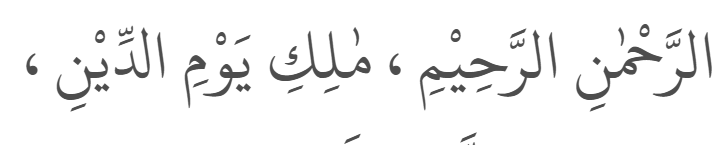 الرَّحْمٰنِ الرَّحِيْمِ ، مٰلِكِ يَوْمِ الدِّيْنِ ،